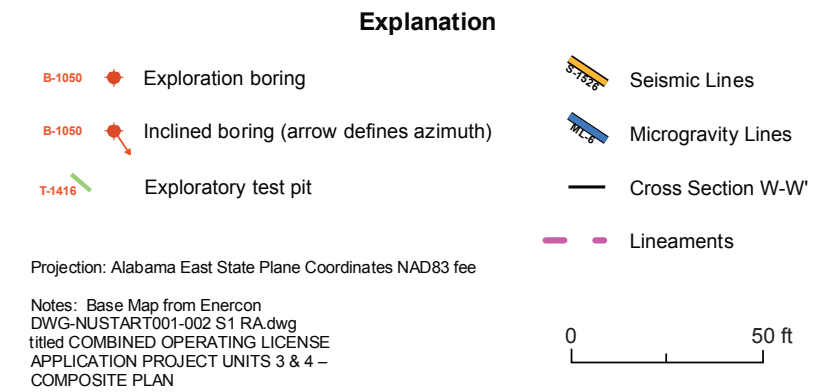 Explanation
B-1050 Exploration boring
B-1050 Inclined boring (arrow defines azimuth)
T-1416 Exploratory test pit
S-1526 Seismic Lines
ML-6 Microgravity Lines
Cross Section W-W'
Lineaments
Projection: Alabama East State Plane Coordinates NAD83 fee
Notes: Base Map from Enercon
DWG-NUSTART001-002 S1 RA.dwg
titled COMBINED OPERATING LICENSE
APPLICATION PROJECT UNITS 3 & 4 –
COMPOSITE PLAN
0 50 ft